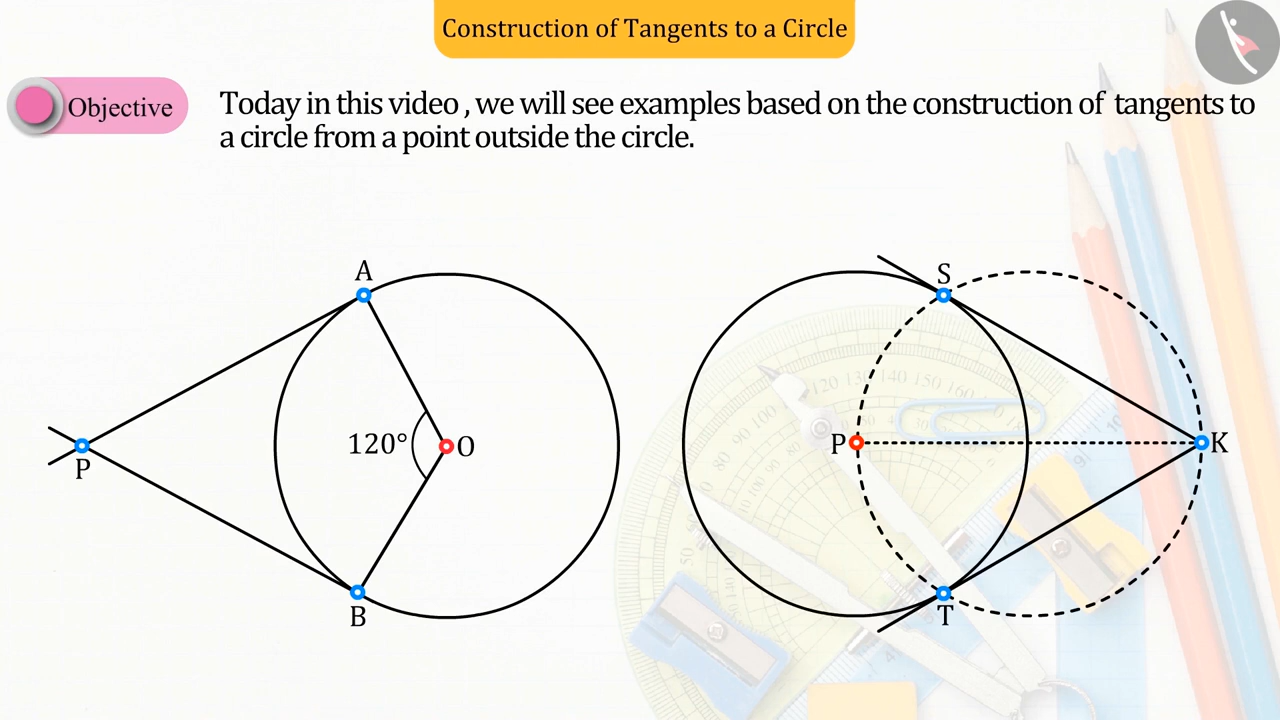 Construction of Tangents to a Circle
Objective
Today in this video , we will see examples based on the construction of tangents to
a circle from a point outside the circle.
A
S
120°
O
P
P
K
B
T